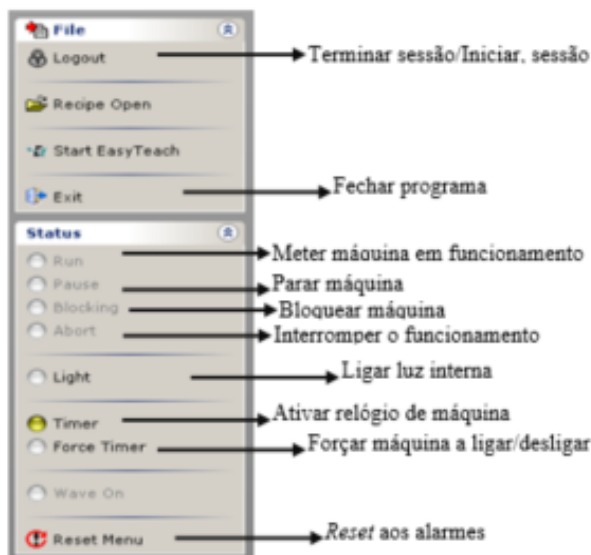 File
Logout Terminar sessão/Iniciar, sessão
Recipe Open
Start EasyTeach
Exit Fechar programa
Status
Run Meter máquina em funcionamento
Pause Parar máquina
Blocking Bloquear máquina
Abort Interromper o funcionamento
Light Ligar luz interna
Timer Ativar relógio de máquina
Force Timer Forçar máquina a ligar/desligar
Wave On
Reset Menu Reset aos alarmes